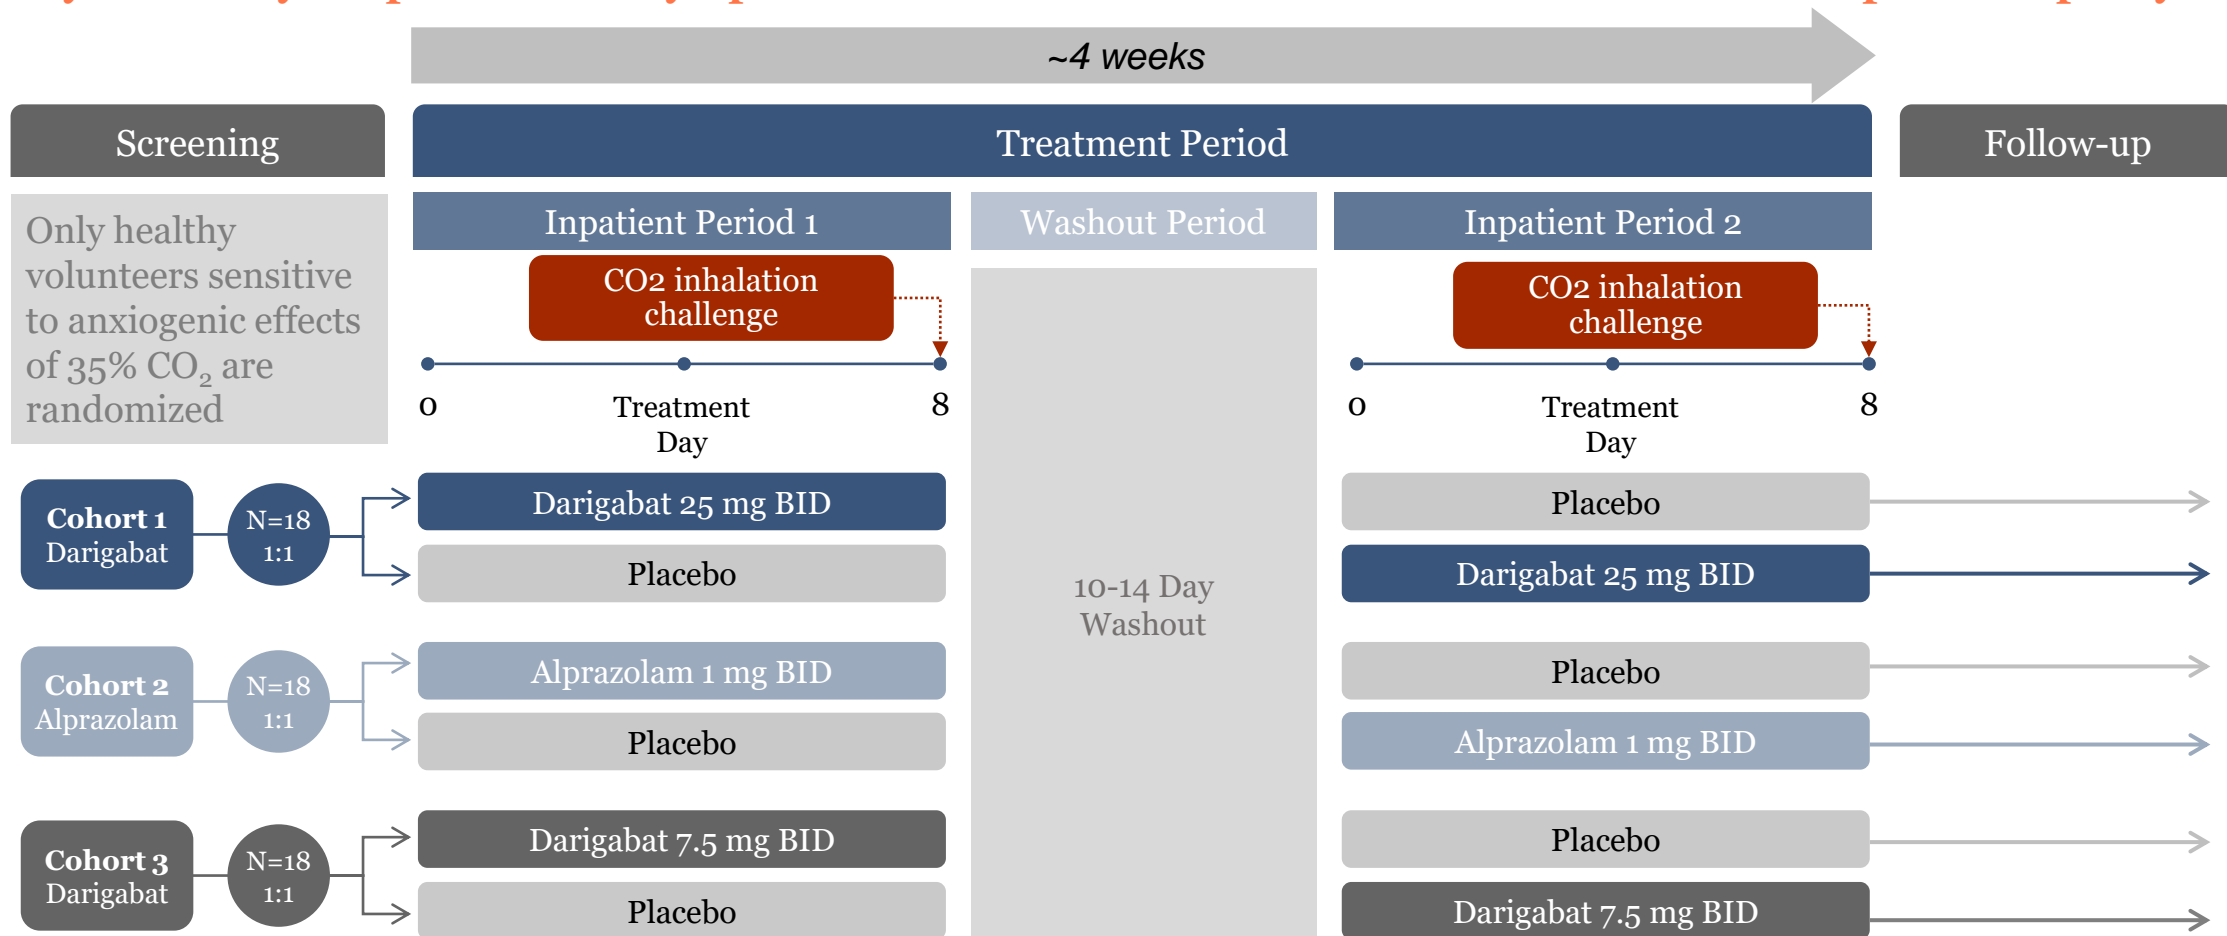 ~4 weeks
Screening
Treatment Period
Follow-up
Only healthy
volunteers sensitive
to anxiogenic effects
of 35% CO₂ are
randomized
Inpatient Period 1
Washout Period
Inpatient Period 2
CO2 inhalation
challenge
CO2 inhalation
challenge
0
Treatment
Day
8
0
Treatment
Day
8
10-14 Day
Washout
Cohort 1
Darigabat
N=18
1:1
Darigabat 25 mg BID
Placebo
Placebo
Darigabat 25 mg BID
Cohort 2
Alprazolam
N=18
1:1
Alprazolam 1 mg BID
Placebo
Placebo
Alprazolam 1 mg BID
Cohort 3
Darigabat
N=18
1:1
Darigabat 7.5 mg BID
Placebo
Placebo
Darigabat 7.5 mg BID